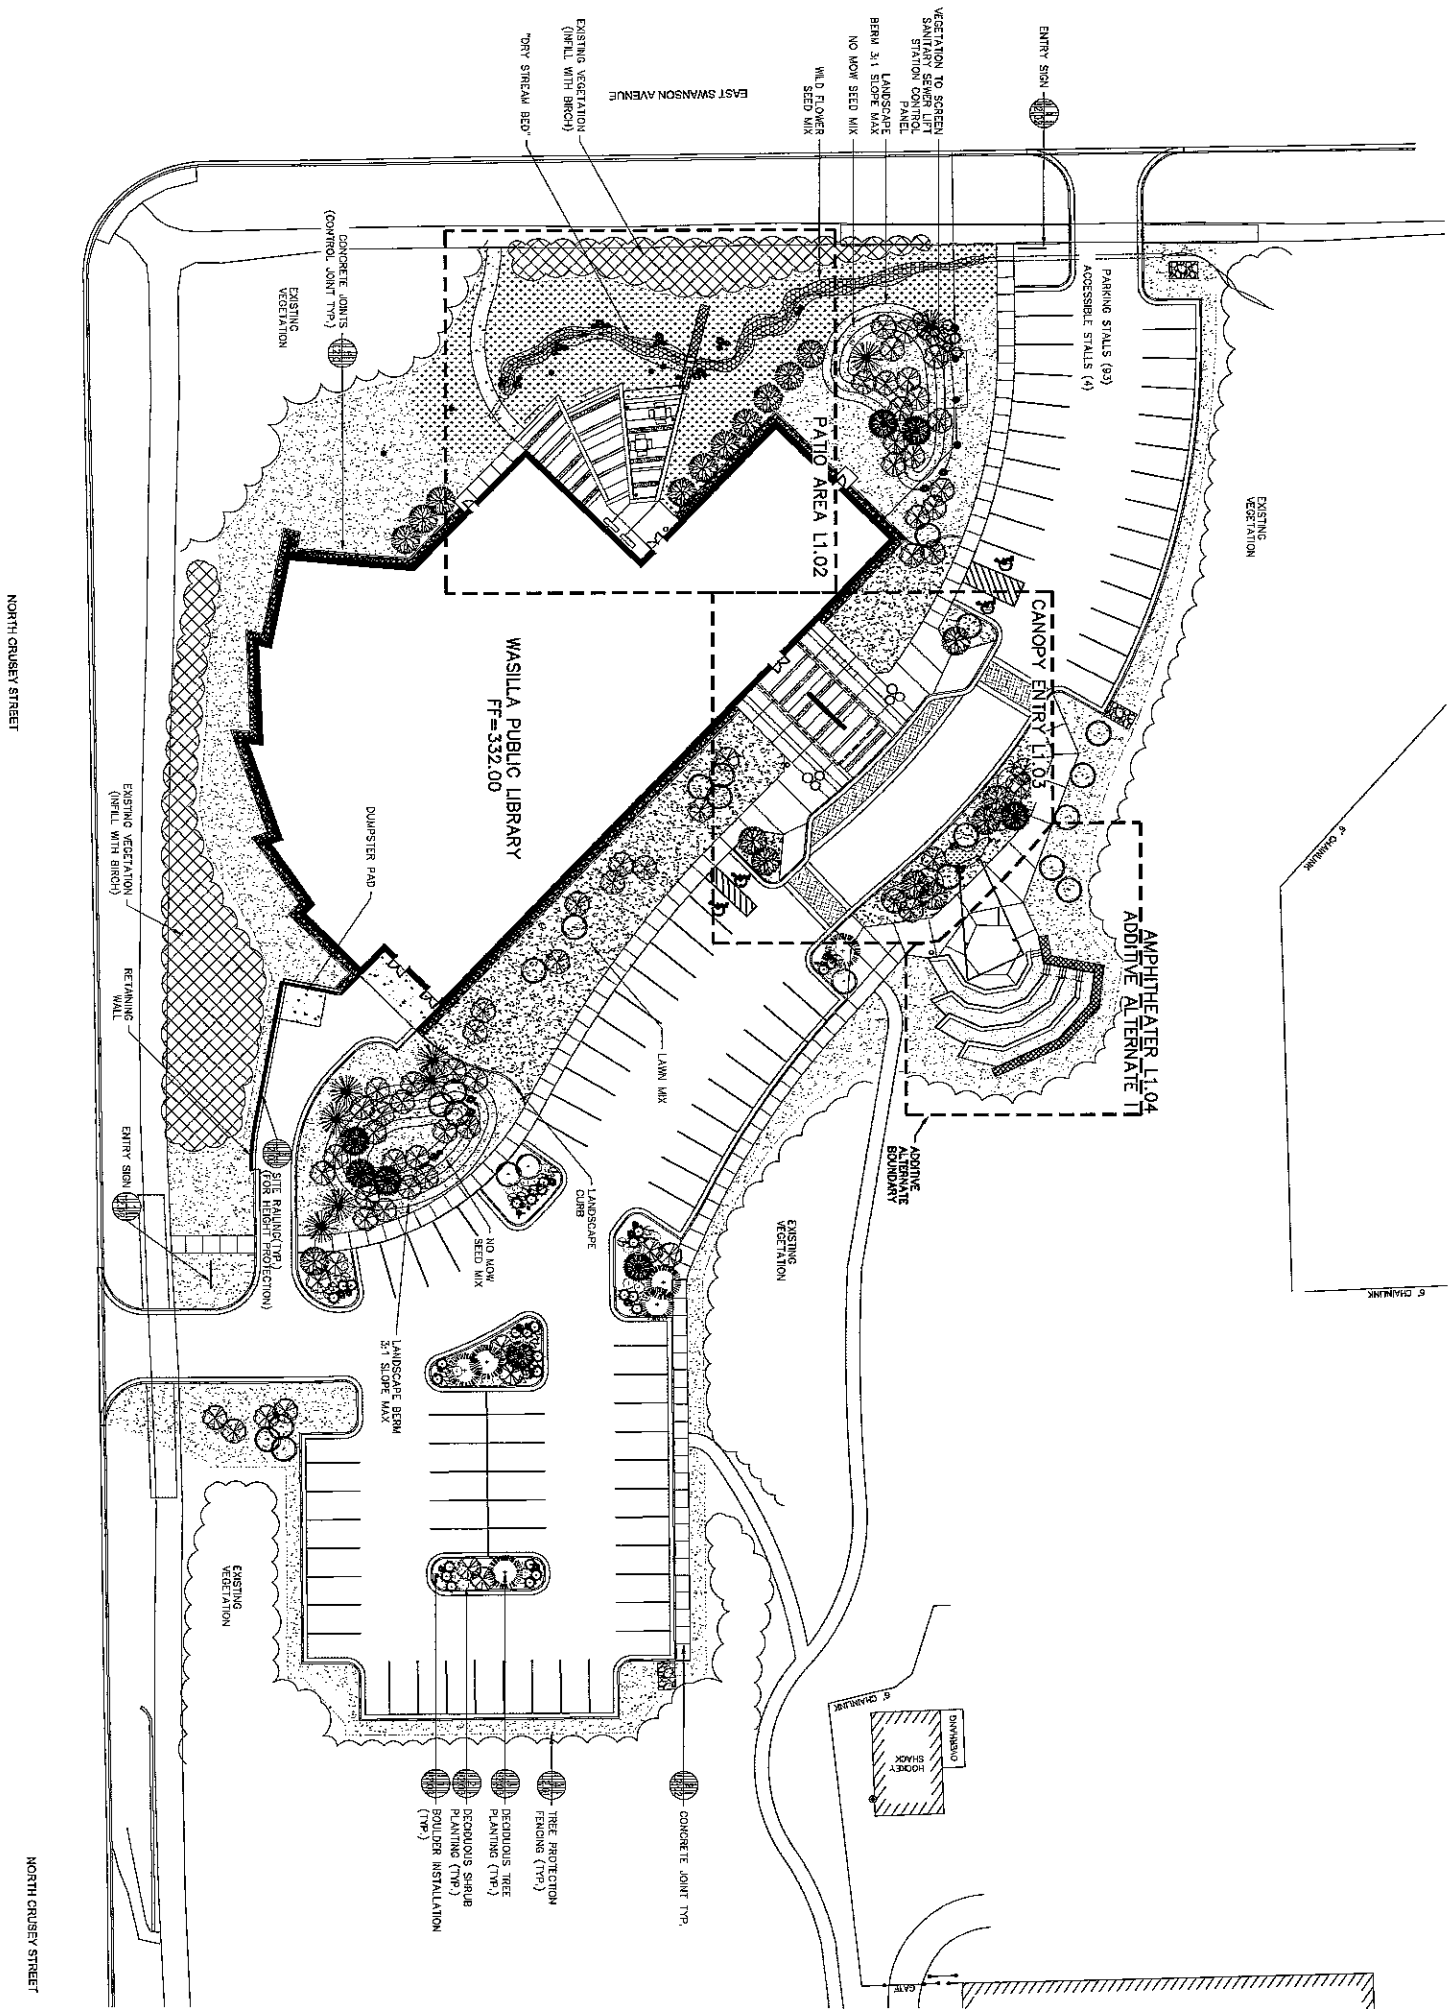 ENTRY SIGN
VEGETATION TO SCREEN
SANITARY SEWER LIFT
STATION CONTROL
PANEL
LANDSCAPE
BERM 3:1 SLOPE MAX
NO MOW SEED MIX
WILD FLOWER
SEED MIX
EAST SWANSON AVENUE
EXISTING VEGETATION
(INFILL WITH BIRCH)
"DRY STREAM BED"
PARKING STALLS (93)
ACCESSIBLE STALLS (4)
CONCRETE JOINTS
(CONTROL JOINT TYP.)
EXISTING
VEGETATION
EXISTING
VEGETATION
PATIO AREA L1.02
CANOPY ENTRY L1.03
WASILLA PUBLIC LIBRARY
FF=332.00
NORTH CRUSEY STREET
6' CHAINLINK
EXISTING VEGETATION
(INFILL WITH BIRCH)
DUMPSTER PAD
RETAINING
WALL
AMPHITHEATER L1.04
ADDITIVE ALTERNATE 1
LAWN MIX
ADDITIVE
ALTERNATE
BOUNDARY
ENTRY SIGN
SITE RAILING(TYP.)
(FOR HEIGHT PROTECTION)
LANDSCAPE
CURB
NO MOW
SEED MIX
EXISTING
VEGETATION
6' CHAINLINK
LANDSCAPE BERM
3:1 SLOPE MAX
EXISTING
VEGETATION
6' CHAINLINK
OVERHANG
HOCKEY
SHACK
CONCRETE JOINT TYP.
TREE PROTECTION
FENCING (TYP.)
DECIDUOUS TREE
PLANTING (TYP.)
DECIDUOUS SHRUB
PLANTING (TYP.)
BOULDER INSTALLATION
(TYP.)
GATE
NORTH CRUSEY STREET